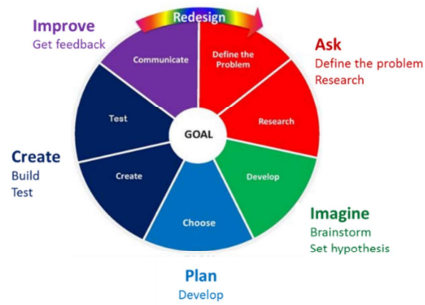 Redesign
Improve
Get feedback
Communicate
Define the
Problem
Ask
Define the problem
Research
Test
Research
GOAL
Create
Build
Test
Create
Develop
Choose
Imagine
Brainstorm
Set hypothesis
Plan
Develop